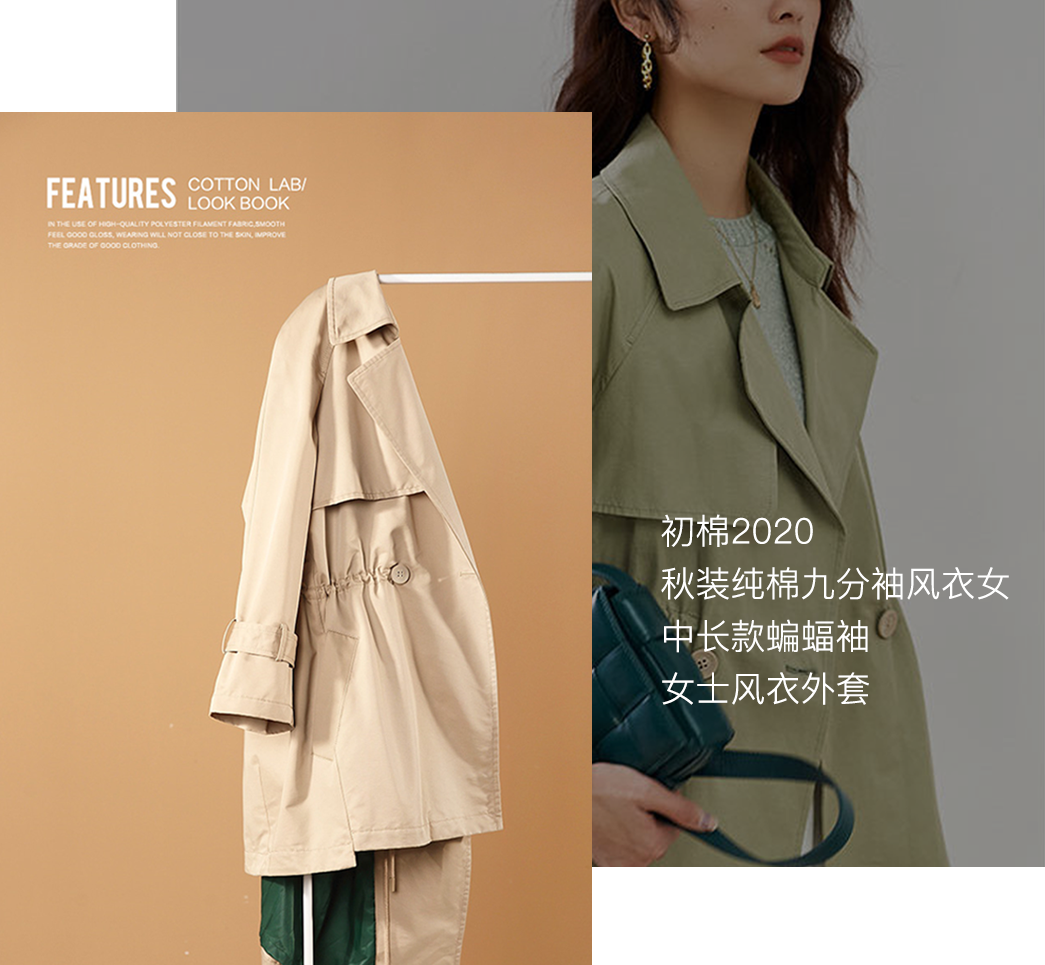 FEATURES COTTON LAB/
LOOK BOOK
IN THE USE OF HIGH-QUALITY POLYESTER FILAMENT FABRIC,SMOOTH
FEEL GOOD GLOSS, WEARING WILL NOT CLOSE TO THE SKIN, IMPROVE
THE GRADE OF GOOD CLOTHING.
初棉2020
秋装纯棉九分袖风衣女
中长款蝙蝠袖
女士风衣外套